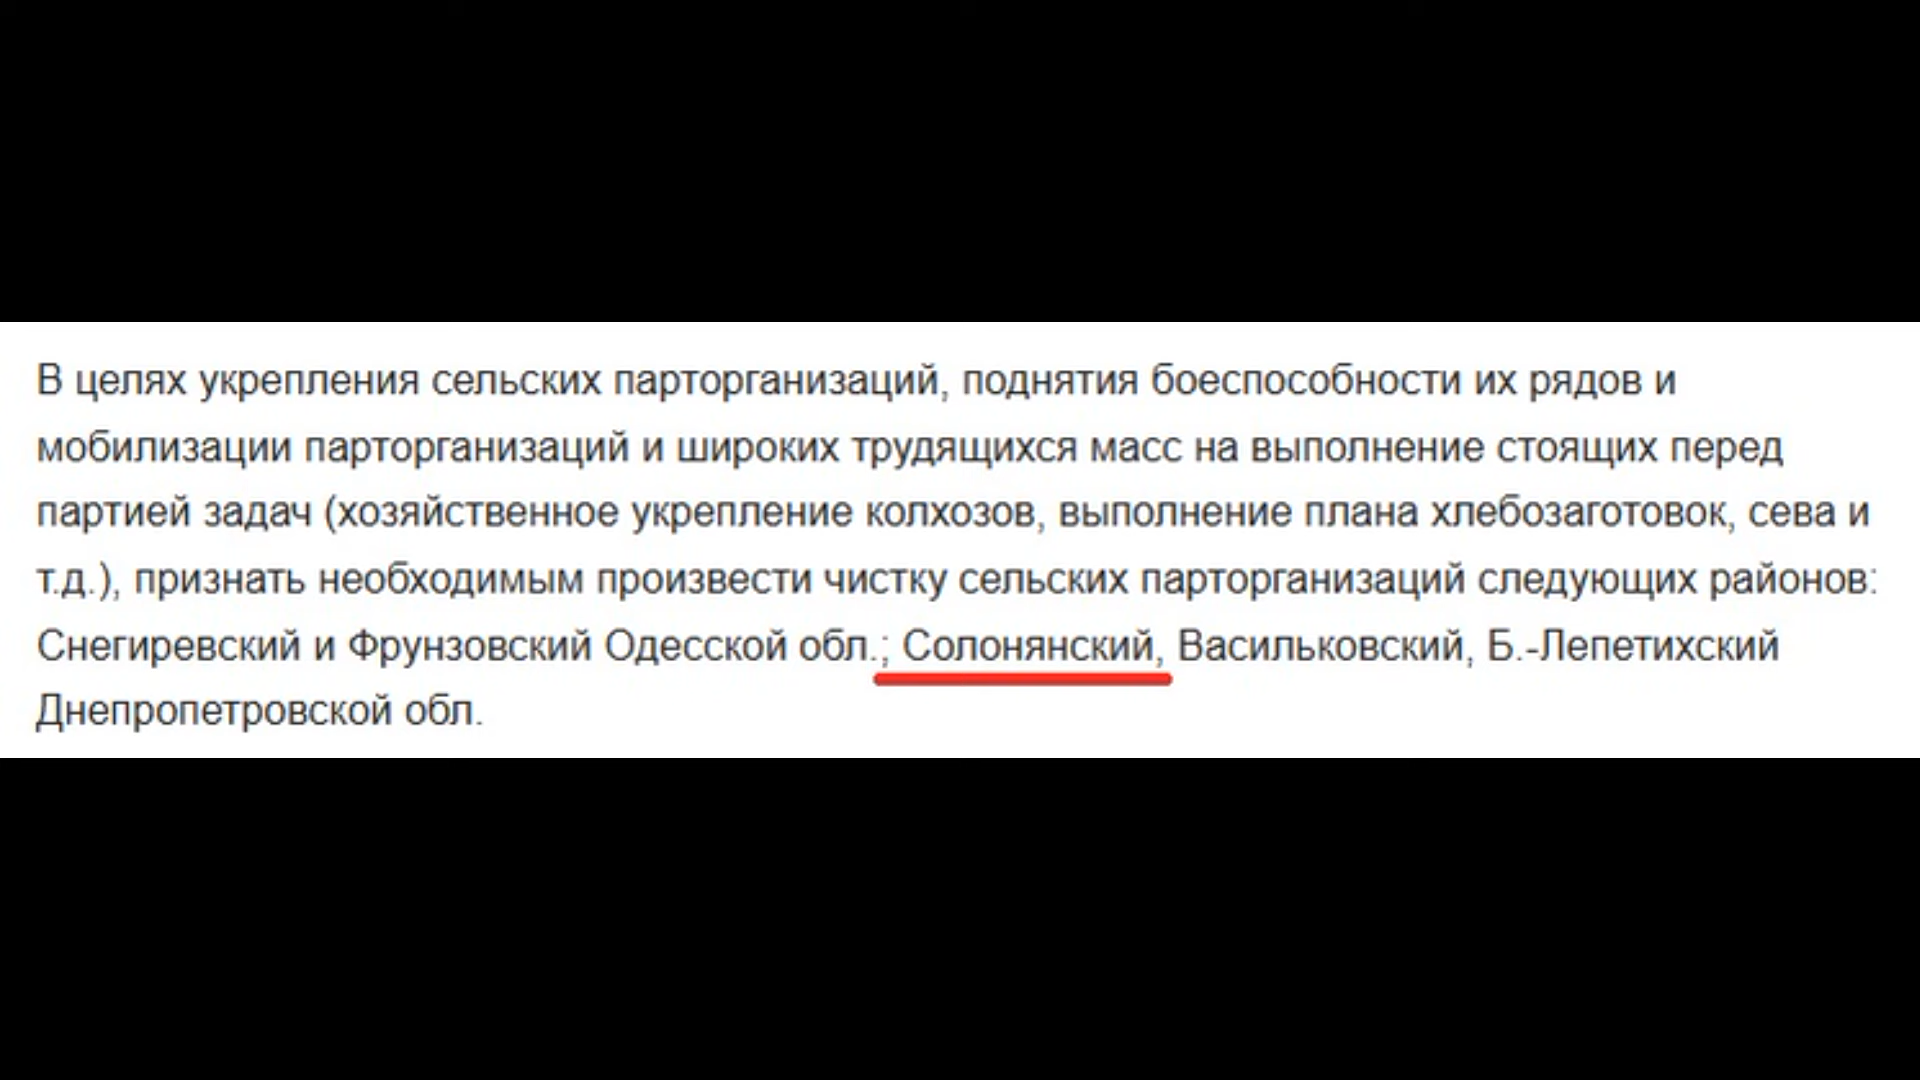 В целях укрепления сельских парторганизаций, поднятия боеспособности их рядов и
мобилизации парторганизаций и широких трудящихся масс на выполнение стоящих перед
партией задач (хозяйственное укрепление колхозов, выполнение плана хлебозаготовок, сева и
т.д.), признать необходимым произвести чистку сельских парторганизаций следующих районов:
Снегиревский и Фрунзовский Одесской обл.; Солонянский, Васильковский, Б.-Лепетихский
Днепропетровской обл.